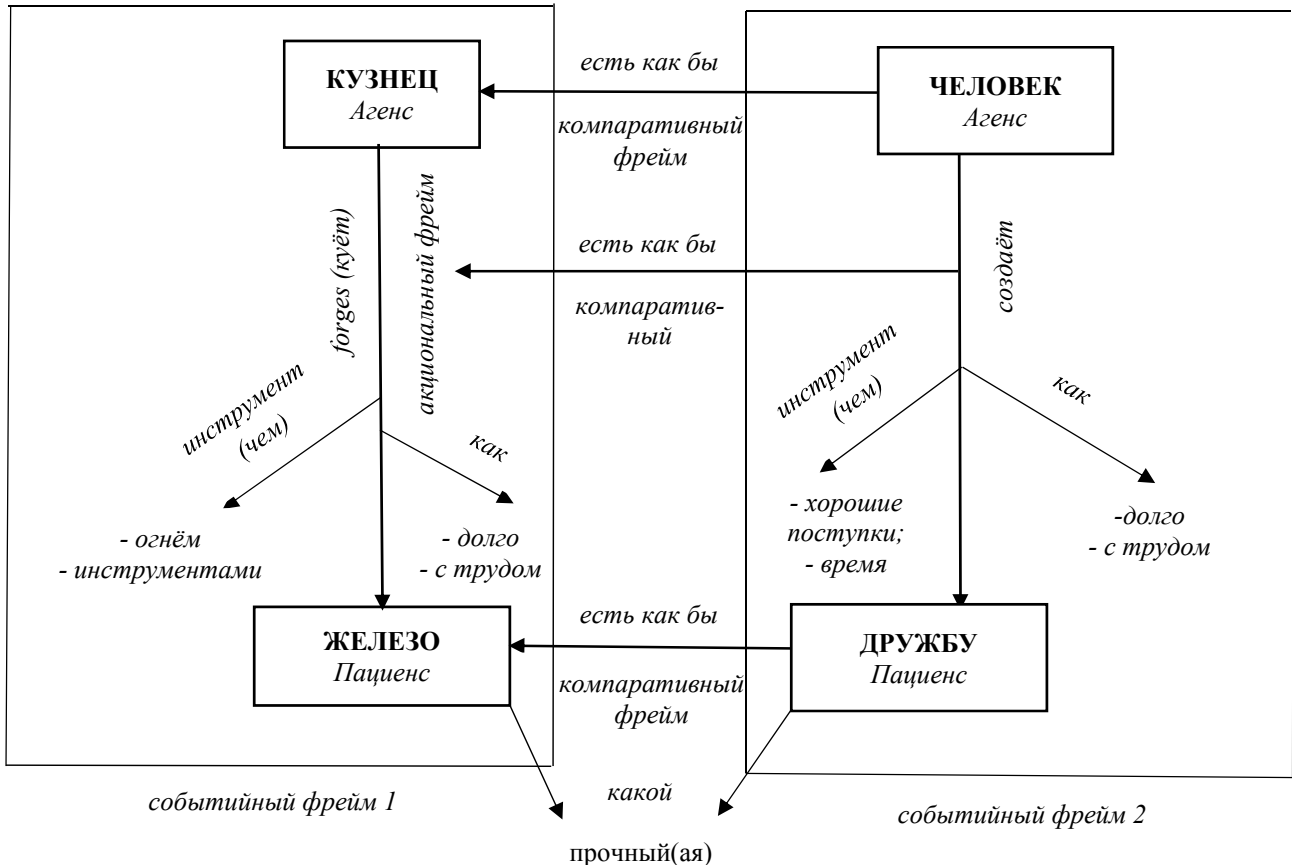 КУЗНЕЦ
Агенс
есть как бы
компаративный
фрейм
ЧЕЛОВЕК
Агенс
forges (куёт)
акциональный фрейм
есть как бы
компаратив-
ный
создаёт
инструмент
(чем)
как
инструмент
(чем)
как
- огнём
- инструментами
- долго
- с трудом
- хорошие
поступки;
- время
-долго
- с трудом
ЖЕЛЕЗО
Пациенс
есть как бы
компаративный
фрейм
ДРУЖБУ
Пациенс
событийный фрейм 1
какой
событийный фрейм 2
прочный(ая)